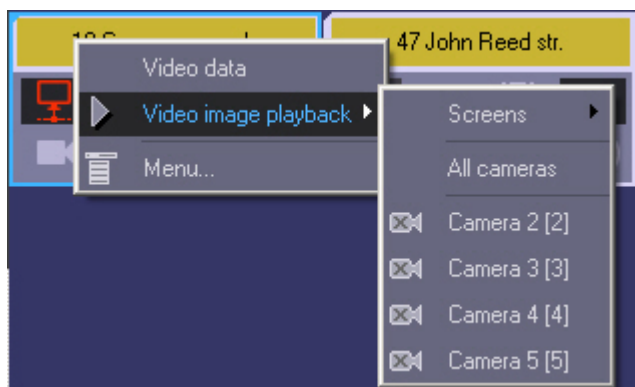 47 John Reed str.
Video data
Video image playback
Menu...
Screens
All cameras
Camera 2 [2]
Camera 3 [3]
Camera 4 [4]
Camera 5 [5]